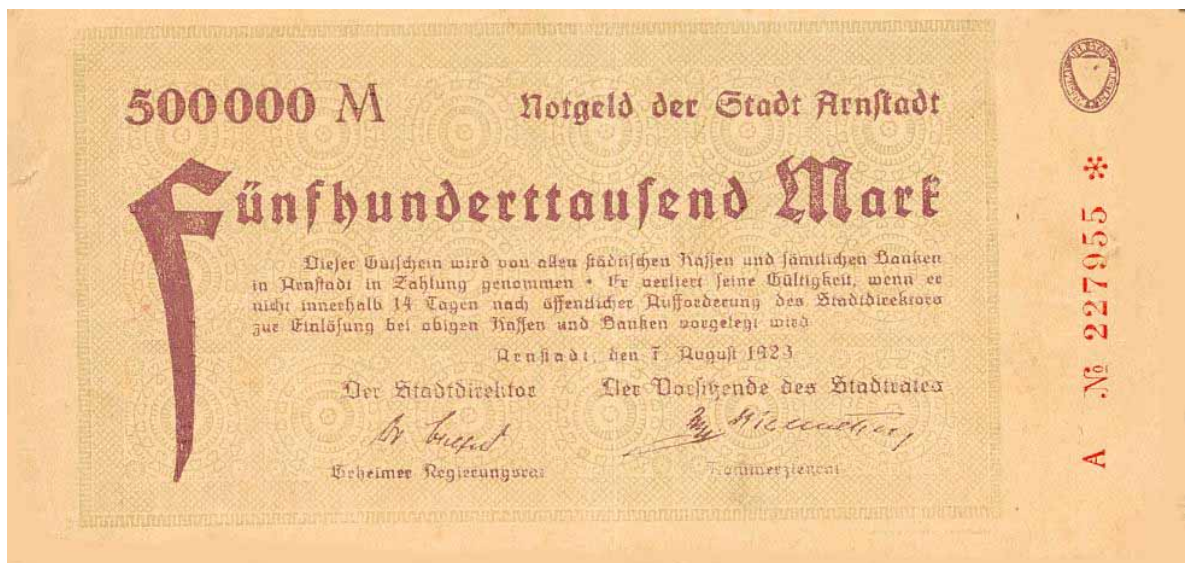 500000 M
Notgeld der Stadt Arnstadt
Fünfhunderttausend Mark
Dieser Gutschein wird von allen städtischen Kassen und sämtlichen Banken
in Arnstadt in Zahlung genommen • Er verliert seine Gültigkeit, wenn er
nicht innerhalb 14 Tagen nach öffentlicher Aufforderung des Stadtdirektors
zur Einlösung bei obigen Kassen und Banken vorgelegt wird
Arnstadt, den 7. August 1923
Der Stadtdirektor
Der Vorsitzende des Stadtrates
Geheimer Regierungsrat
Kommerzienrat
A № 227955 *